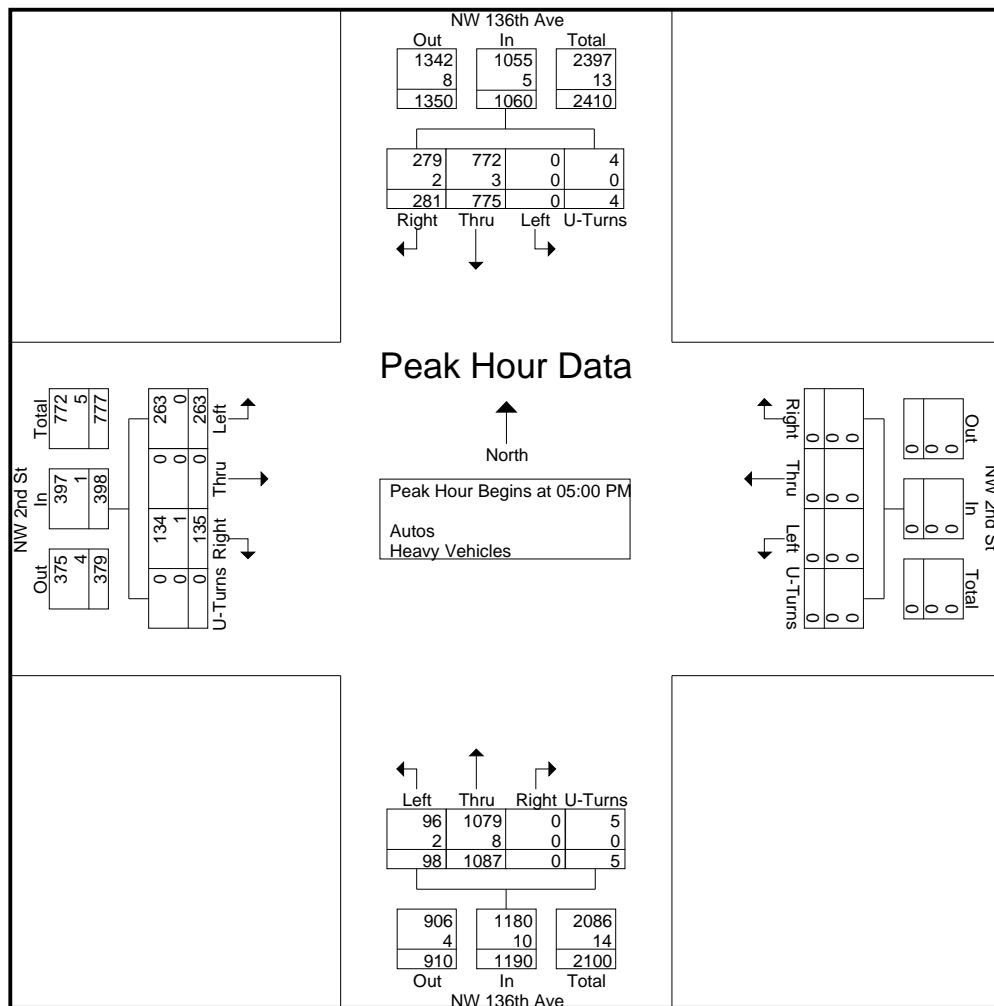 NW 136th Ave
Out In Total
1342 1055 2397
8 5 13
1350 1060 2410
279 772 0 4
2 3 0 0
281 775 0 4
Right Thru Left U-Turns
Peak Hour Data
North
Peak Hour Begins at 05:00 PM
Autos
Heavy Vehicles
NW 2nd St
Out In Total
375 397 772
4 1 5
379 398 777
0 134 0 263
0 1 0 0
0 135 0 263
U-Turns Right Thru Left
NW 2nd St
Out In Total
0 0 0
0 0 0
0 0 0
Right Thru Left U-Turns
0 0 0 0
0 0 0 0
0 0 0 0
Left Thru Right U-Turns
96 1079 0 5
2 8 0 0
98 1087 0 5
906 1180 2086
4 10 14
910 1190 2100
Out In Total
NW 136th Ave